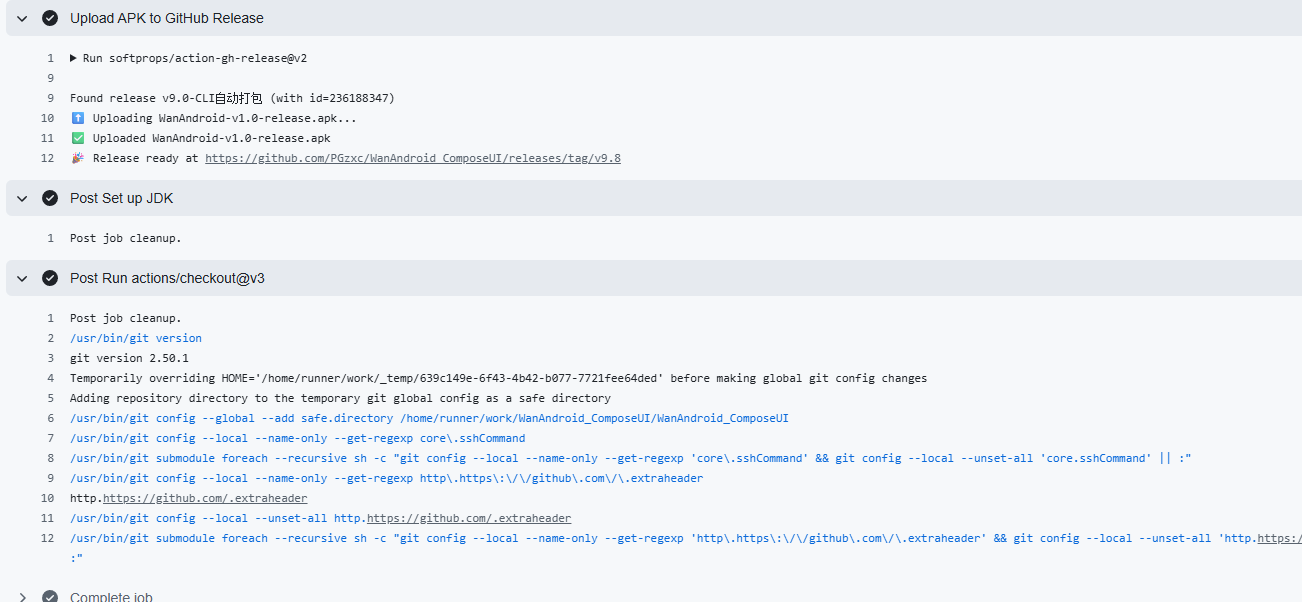 Upload APK to GitHub Release
1 ▶ Run softprops/action-gh-release@v2
9
9 Found release v9.0-CLI自动打包 (with id=236188347)
10 ⬆️ Uploading WanAndroid-v1.0-release.apk...
11 ✅ Uploaded WanAndroid-v1.0-release.apk
12 🎉 Release ready at https://github.com/PGzxc/WanAndroid_ComposeUI/releases/tag/v9.8
Post Set up JDK
1 Post job cleanup.
Post Run actions/checkout@v3
1 Post job cleanup.
2 /usr/bin/git version
3 git version 2.50.1
4 Temporarily overriding HOME='/home/runner/work/_temp/639c149e-6f43-4b42-b077-7721fee64ded' before making global git config changes
5 Adding repository directory to the temporary git global config as a safe directory
6 /usr/bin/git config --global --add safe.directory /home/runner/work/WanAndroid_ComposeUI/WanAndroid_ComposeUI
7 /usr/bin/git config --local --name-only --get-regexp core\.sshCommand
8 /usr/bin/git submodule foreach --recursive sh -c "git config --local --name-only --get-regexp 'core\.sshCommand' && git config --local --unset-all 'core.sshCommand' || :"
9 /usr/bin/git config --local --name-only --get-regexp http\.https\:\/\/github\.com\/\.extraheader
10 http.https://github.com/.extraheader
11 /usr/bin/git config --local --unset-all http.https://github.com/.extraheader
12 /usr/bin/git submodule foreach --recursive sh -c "git config --local --name-only --get-regexp 'http\.https\:\/\/github\.com\/\.extraheader' && git config --local --unset-all 'http.https:/
:"
Complete job